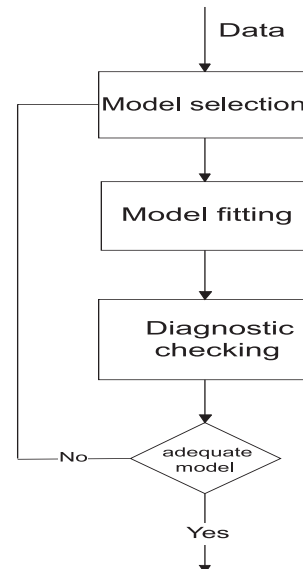 Data
Model selection
Model fitting
Diagnostic
checking
adequate
model
No
Yes